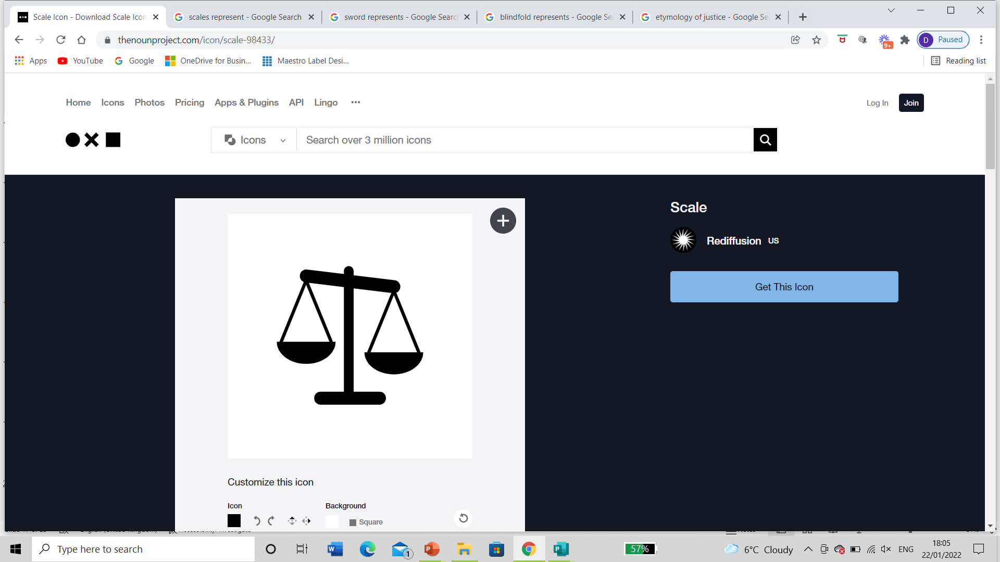 Scale Icon - Download Scale Icon
scales represent - Google Search
sword represents - Google Searc
blindfold represents - Google Se
etymology of justice - Google Se
thenounproject.com/icon/scale-98433/
9+
D
Paused
Apps
YouTube
Google
OneDrive for Busin...
Maestro Label Desi...
Reading list
Home
Icons
Photos
Pricing
Apps & Plugins
API
Lingo
Log In
Join
Icons
Search over 3 million icons
Scale
Rediffusion US
Get This Icon
Customize this icon
Icon
Background
Square
Type here to search
1
57%
6°C Cloudy
ENG
18:05
22/01/2022